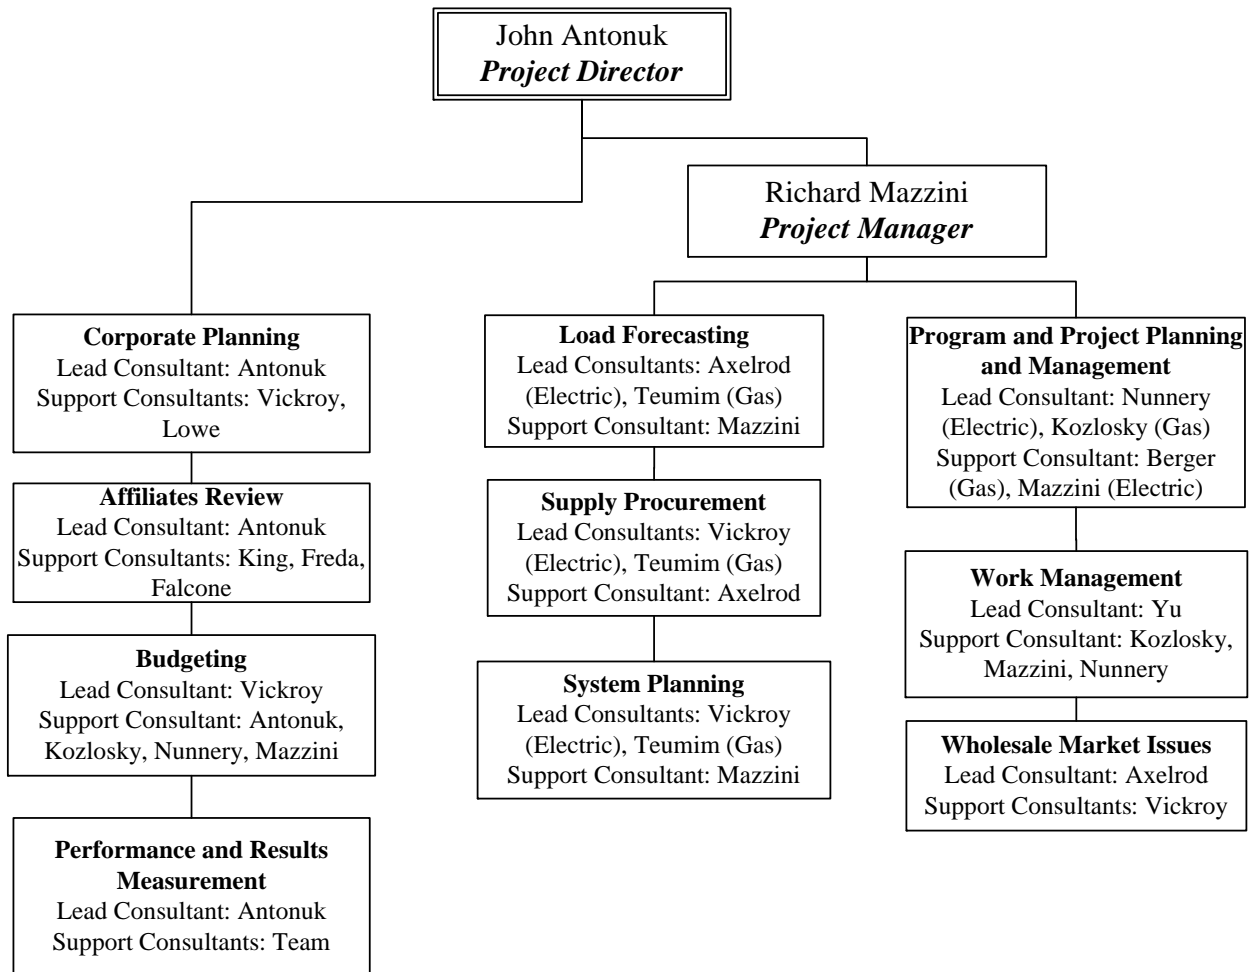 John Antonuk
Project Director
Richard Mazzini
Project Manager
Corporate Planning
Lead Consultant: Antonuk
Support Consultants: Vickroy,
Lowe
Affiliates Review
Lead Consultant: Antonuk
Support Consultants: King, Freda,
Falcone
Budgeting
Lead Consultant: Vickroy
Support Consultant: Antonuk,
Kozlosky, Nunnery, Mazzini
Performance and Results
Measurement
Lead Consultant: Antonuk
Support Consultants: Team
Load Forecasting
Lead Consultants: Axelrod
(Electric), Teumim (Gas)
Support Consultant: Mazzini
Supply Procurement
Lead Consultants: Vickroy
(Electric), Teumim (Gas)
Support Consultant: Axelrod
System Planning
Lead Consultants: Vickroy
(Electric), Teumim (Gas)
Support Consultant: Mazzini
Program and Project Planning
and Management
Lead Consultant: Nunnery
(Electric), Kozlosky (Gas)
Support Consultant: Berger
(Gas), Mazzini (Electric)
Work Management
Lead Consultant: Yu
Support Consultant: Kozlosky,
Mazzini, Nunnery
Wholesale Market Issues
Lead Consultant: Axelrod
Support Consultants: Vickroy